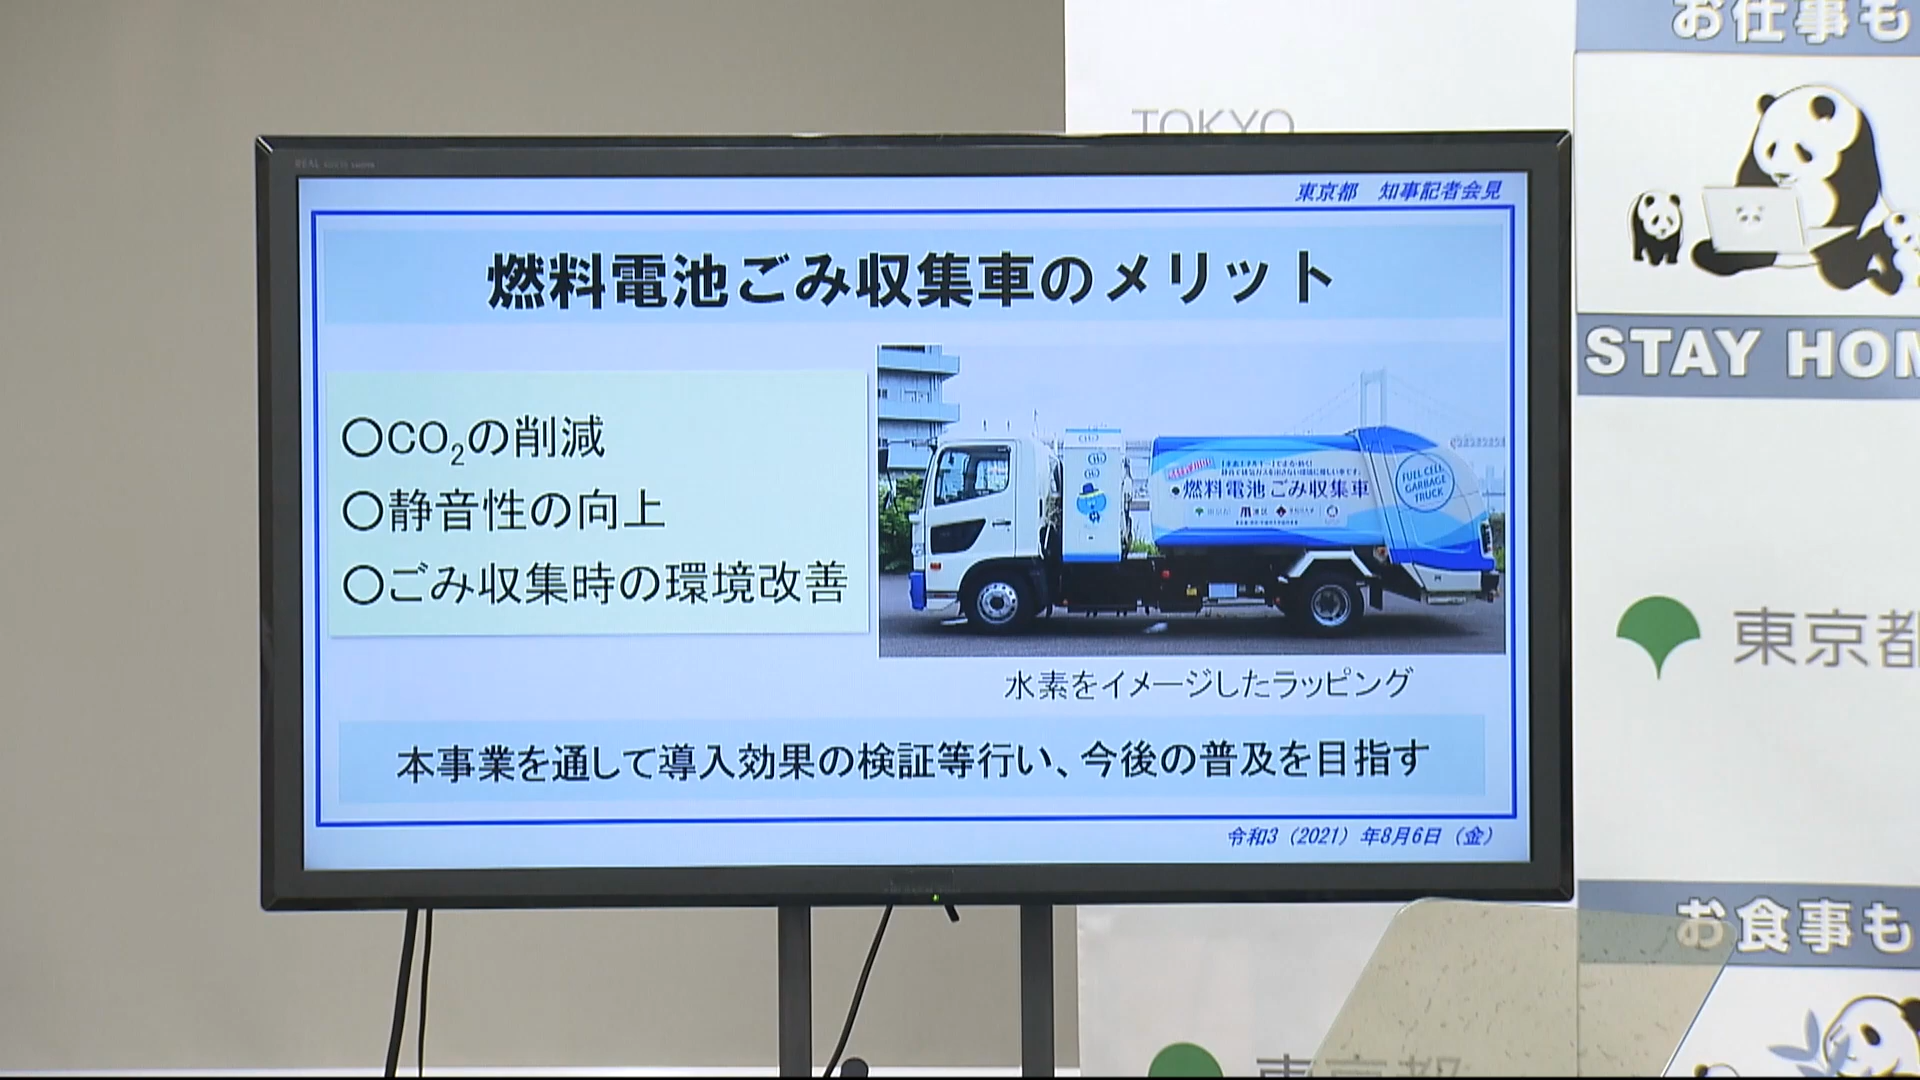 お仕事も
TOKYO
STAY HOM
東京都 知事記者会見
燃料電池ごみ収集車のメリット
〇CO₂の削減
〇静音性の向上
〇ごみ収集時の環境改善
燃料電池 ごみ収集車
FUEL CELL
GARBAGE
TRUCK
水素をイメージしたラッピング
本事業を通して導入効果の検証等行い、今後の普及を目指す
令和3（2021）年8月6日（金）
東京都
お食事も
東京都